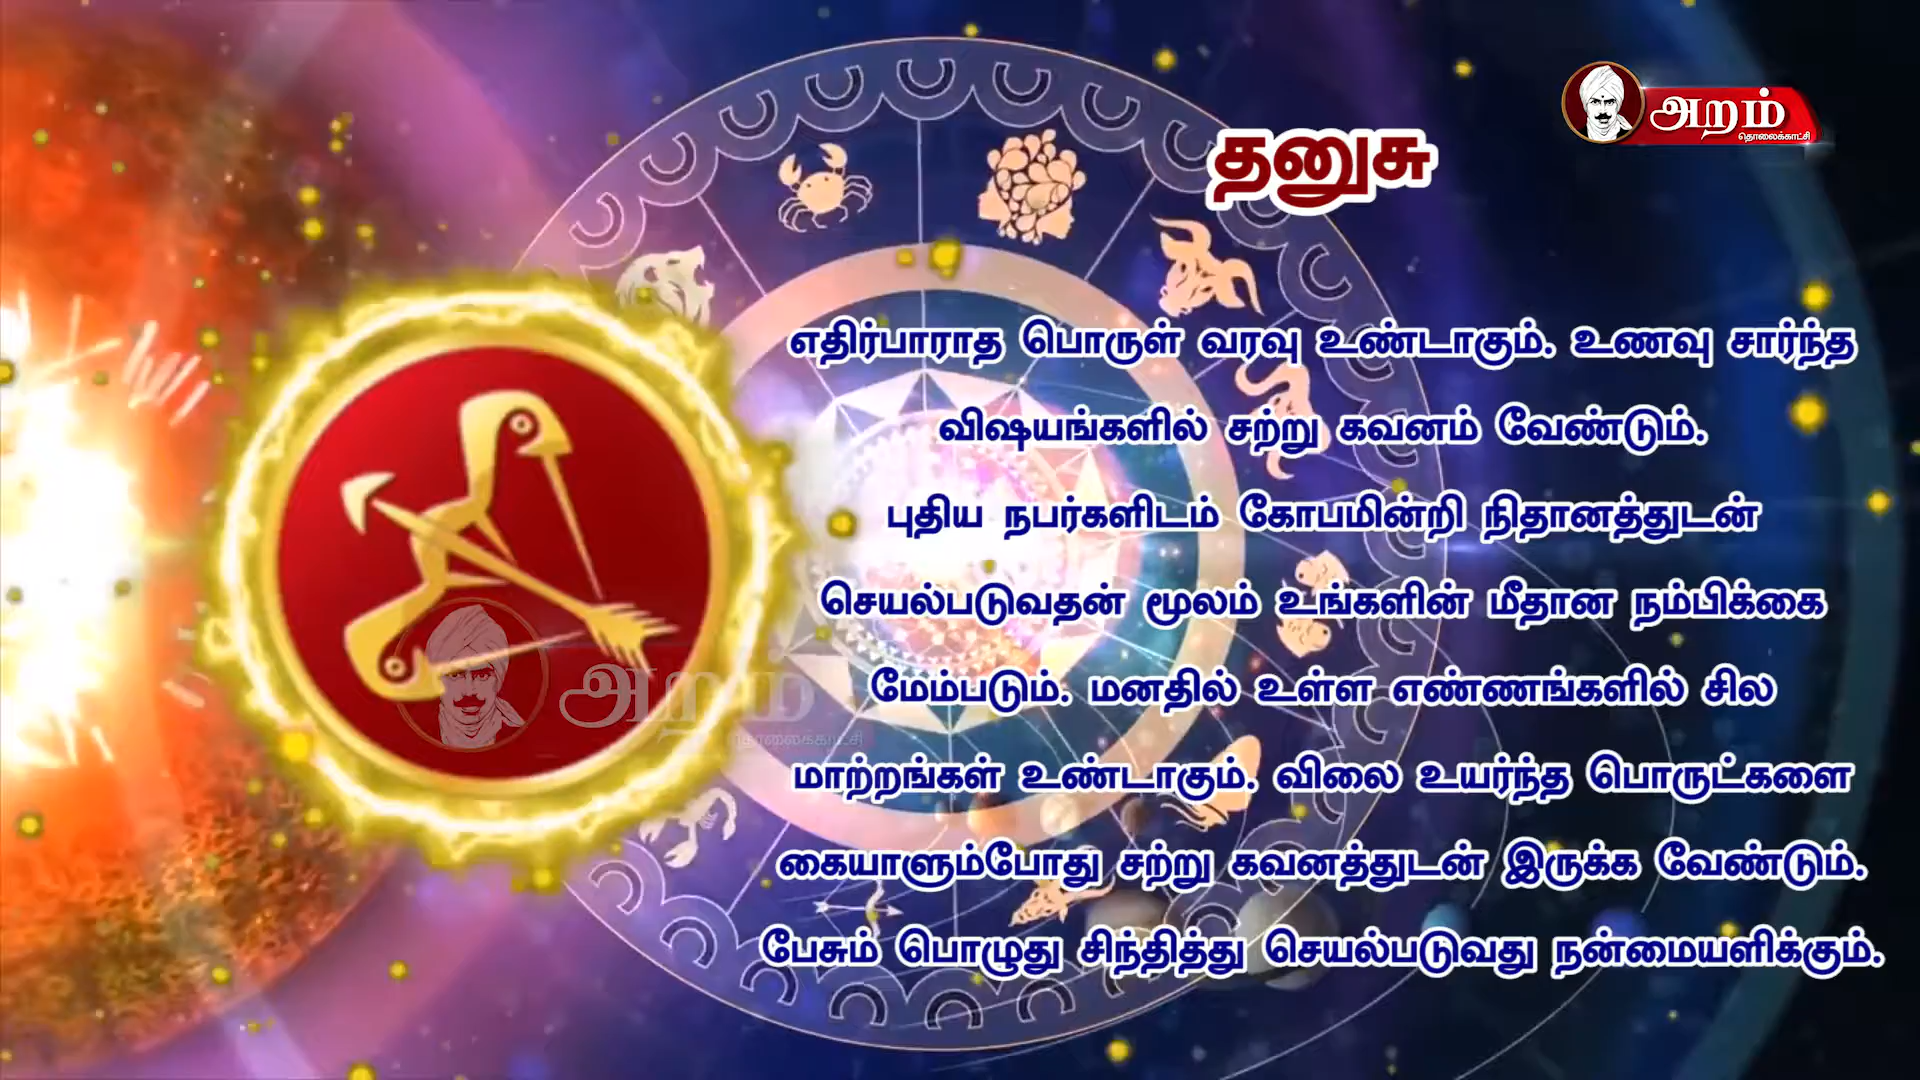 அறம்
தொலைக்காட்சி
தனுசு
எதிர்பாராத பொருள் வரவு உண்டாகும். உணவு சார்ந்த
விஷயங்களில் சற்று கவனம் வேண்டும்.
புதிய நபர்களிடம் கோபமின்றி நிதானத்துடன்
செயல்படுவதன் மூலம் உங்களின் மீதான நம்பிக்கை
மேம்படும். மனதில் உள்ள எண்ணங்களில் சில
மாற்றங்கள் உண்டாகும். விலை உயர்ந்த பொருட்களை
கையாளும்போது சற்று கவனத்துடன் இருக்க வேண்டும்.
பேசும் பொழுது சிந்தித்து செயல்படுவது நன்மையளிக்கும்.
அறம்
தொலைக்காட்சி